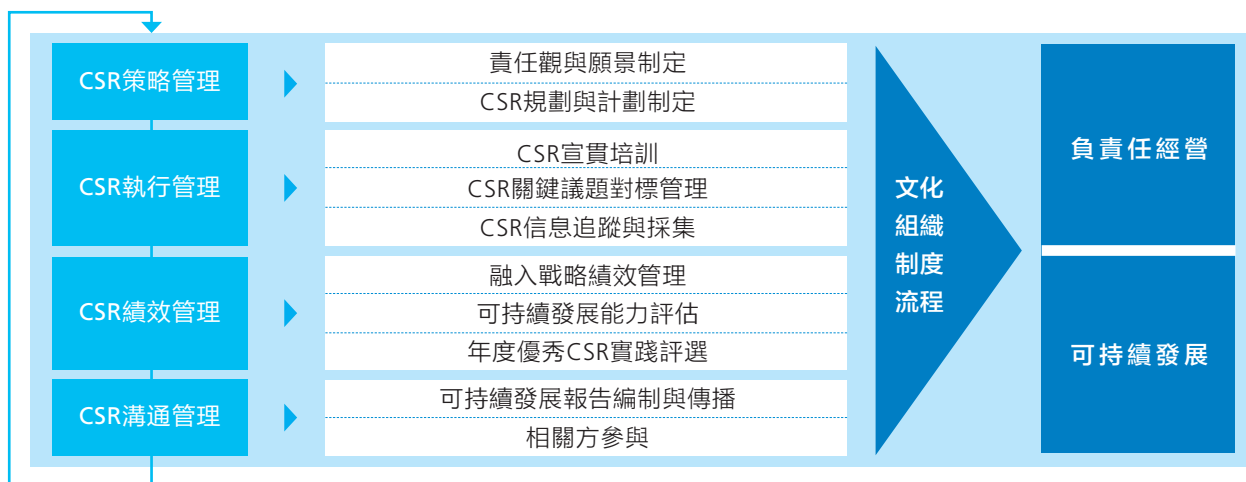 CSR策略管理
責任觀與願景制定
CSR規劃與計劃制定
CSR執行管理
CSR宣貫培訓
CSR關鍵議題對標管理
CSR信息追蹤與採集
CSR績效管理
融入戰略績效管理
可持續發展能力評估
年度優秀CSR實踐評選
CSR溝通管理
可持續發展報告編制與傳播
相關方參與
文化
組織
制度
流程
負責任經營
可持續發展